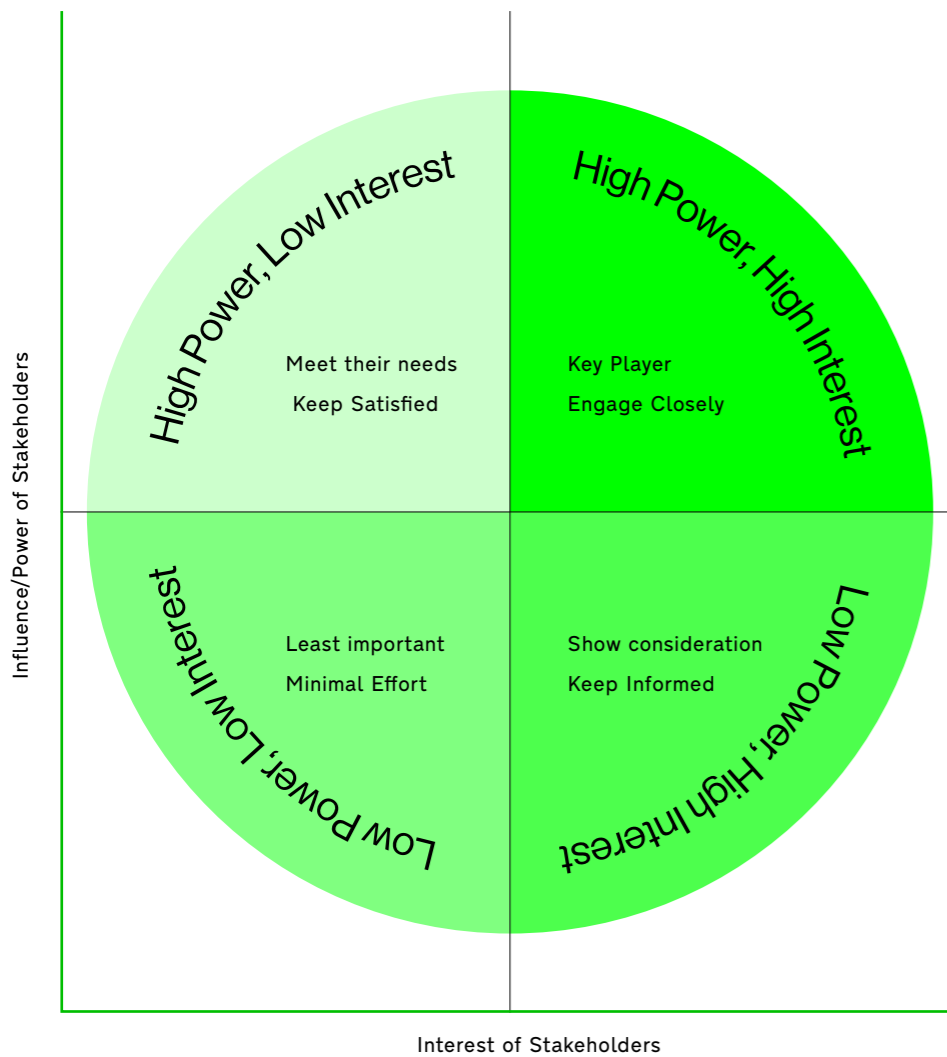 High Power, Low Interest
High Power, High Interest
Meet their needs
Keep Satisfied
Key Player
Engage Closely
Influence/Power of Stakeholders
Low Power, Low Interest
Low Power, High Interest
Least important
Minimal Effort
Show consideration
Keep Informed
Interest of Stakeholders